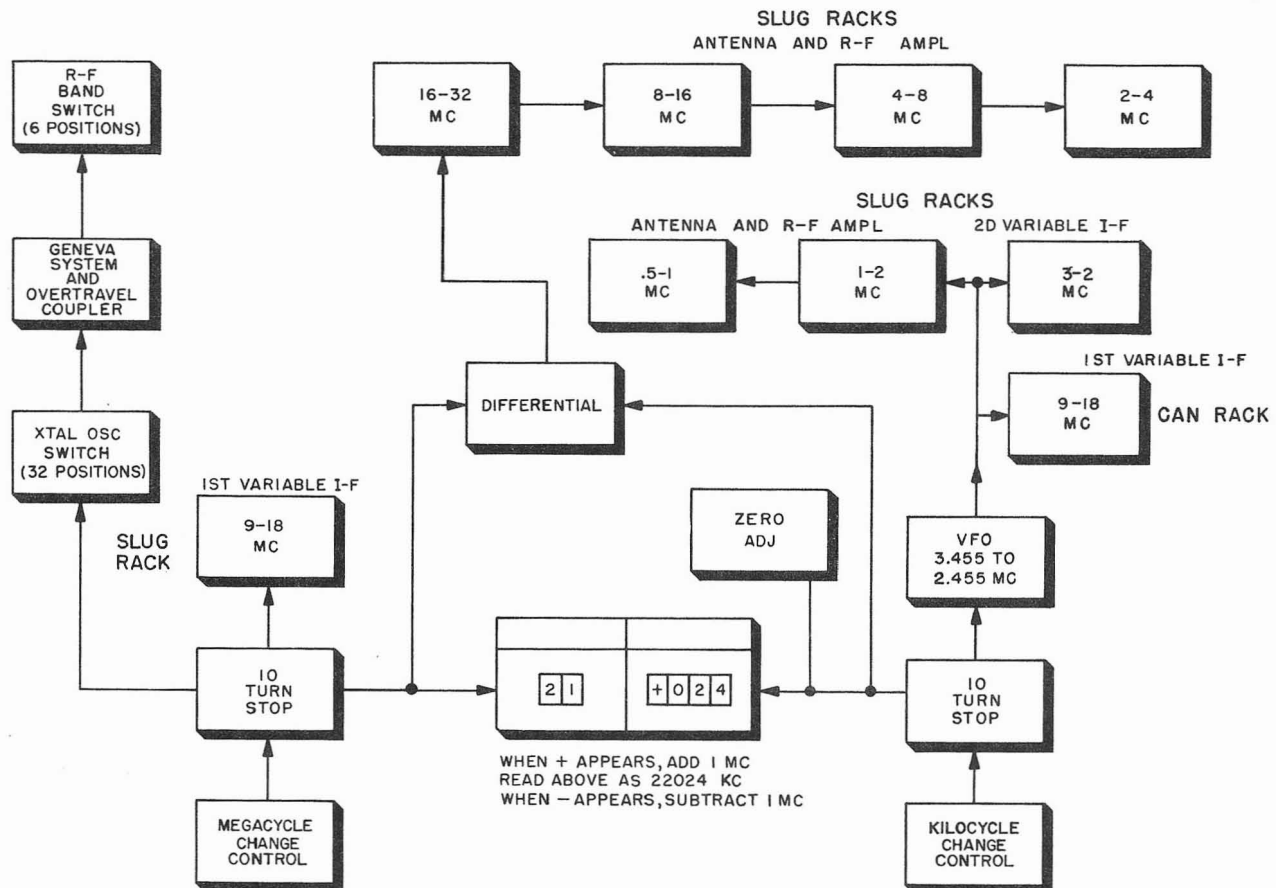 SLUG RACKS
ANTENNA AND R-F AMPL
R-F
BAND
SWITCH
(6 POSITIONS)
16-32
MC
8-16
MC
4-8
MC
2-4
MC
SLUG RACKS
ANTENNA AND R-F AMPL
2D VARIABLE I-F
GENEVA
SYSTEM
AND
OVERTRAVEL
COUPLER
.5-1
MC
1-2
MC
3-2
MC
1ST VARIABLE I-F
DIFFERENTIAL
9-18
MC
CAN RACK
XTAL OSC
SWITCH
(32 POSITIONS)
1ST VARIABLE I-F
SLUG
RACK
9-18
MC
ZERO
ADJ
VFO
3.455 TO
2.455 MC
10
TURN
STOP
21
+024
10
TURN
STOP
WHEN + APPEARS, ADD 1 MC
READ ABOVE AS 22024 KC
WHEN - APPEARS, SUBTRACT 1 MC
MEGACYCLE
CHANGE
CONTROL
KILOCYCLE
CHANGE
CONTROL